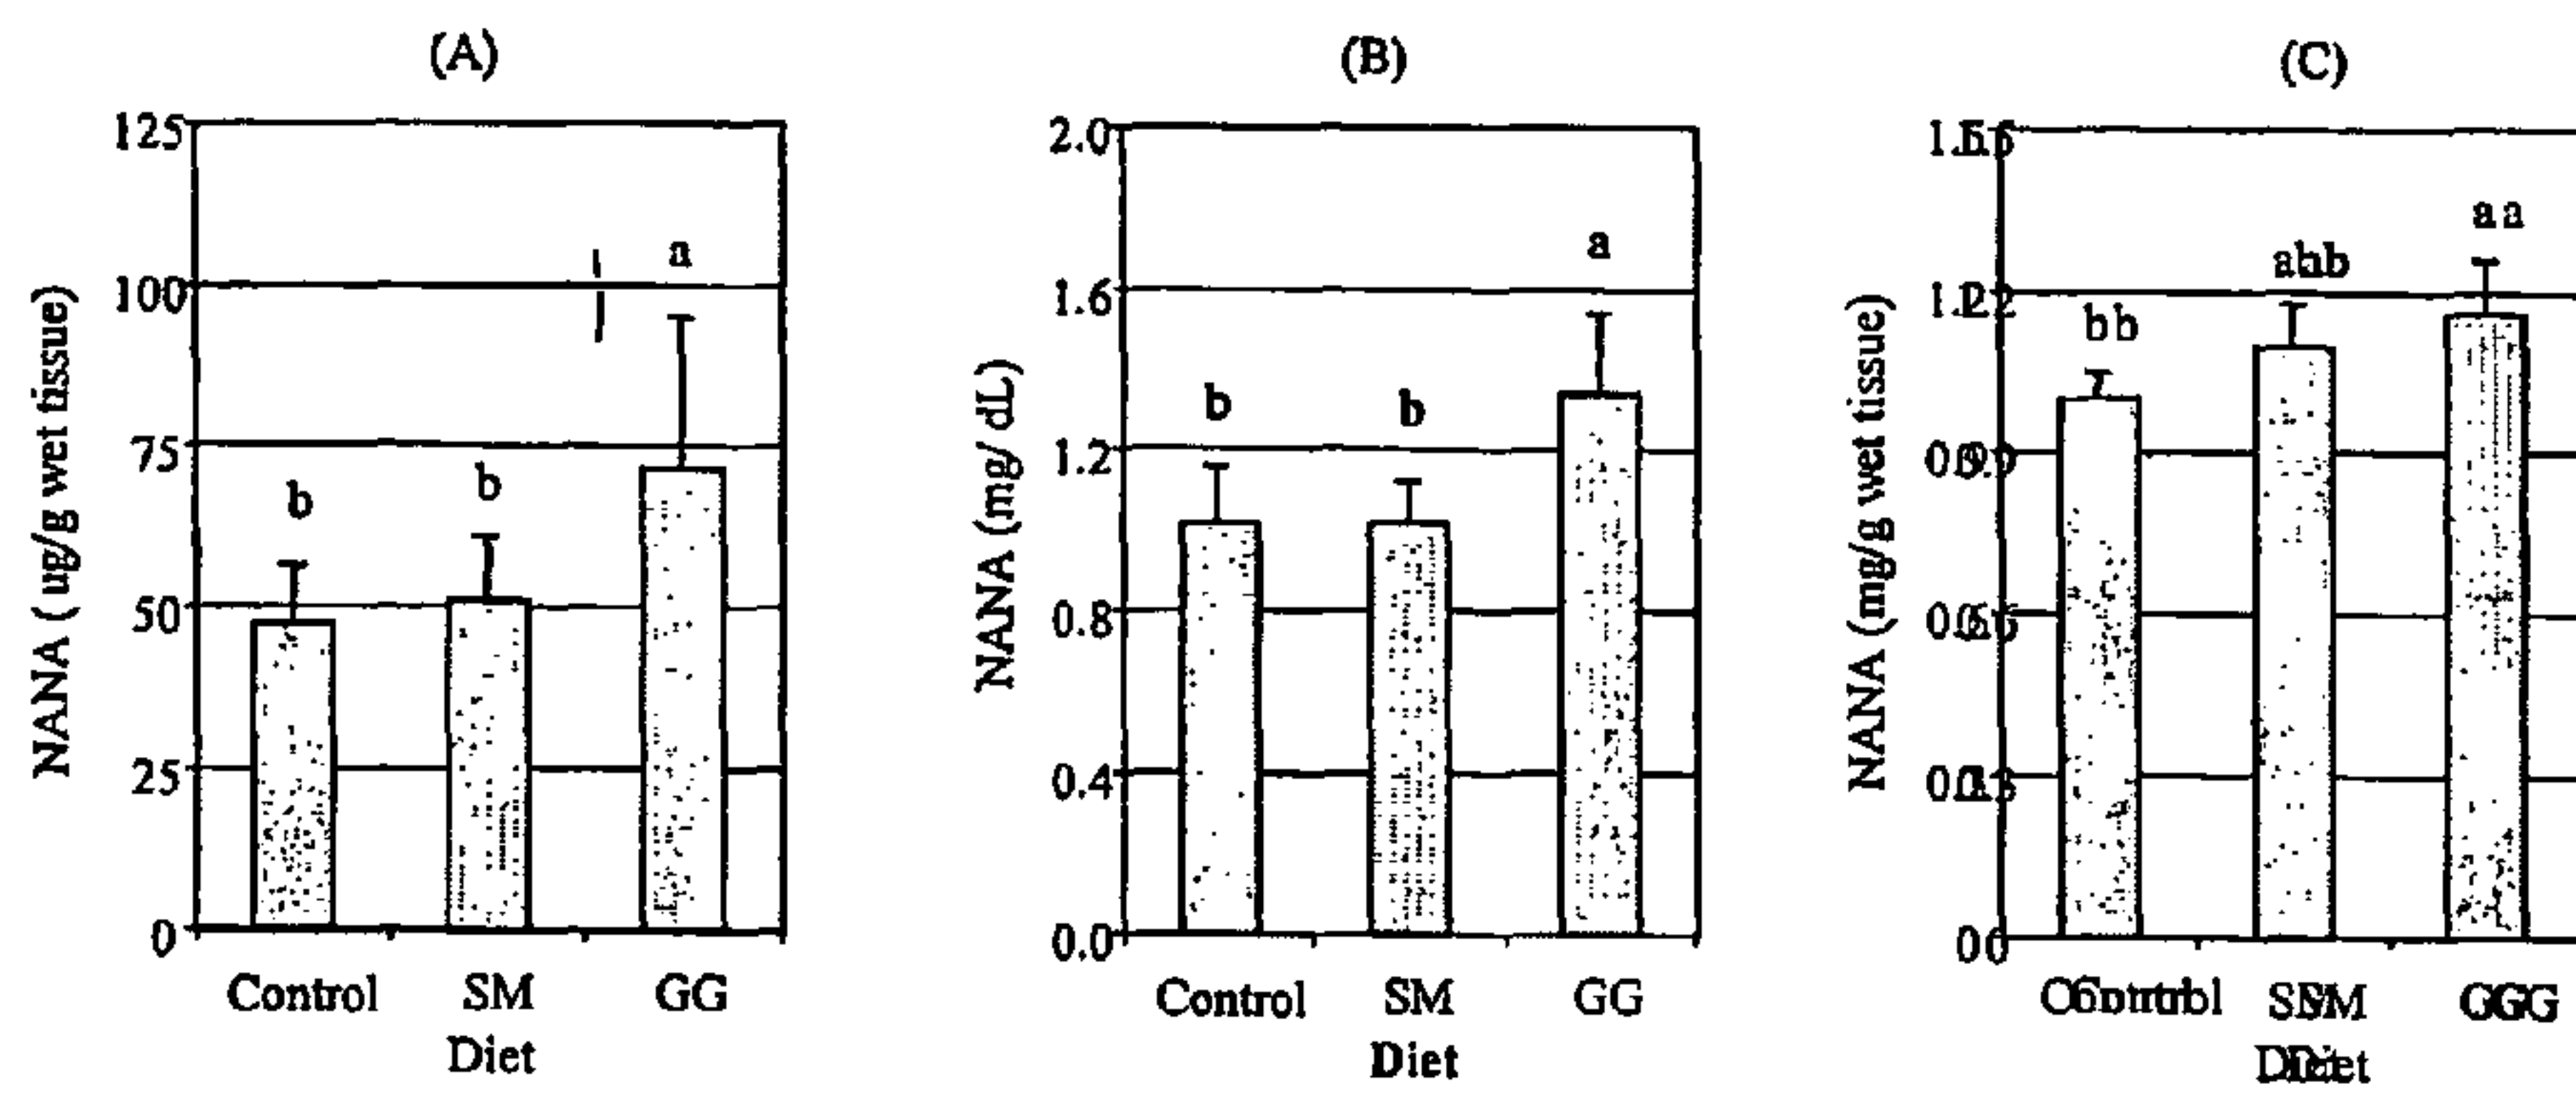 (A)
125
100
75
50
25
0
NANA ( ug/g wet tissue)
b
b
a
Control SM GG
Diet
(B)
2.0
1.6
1.2
0.8
0.4
0.0
NANA (mg/ dL)
b
b
a
Control SM GG
Diet
(C)
NANA (mg/g wet tissue)